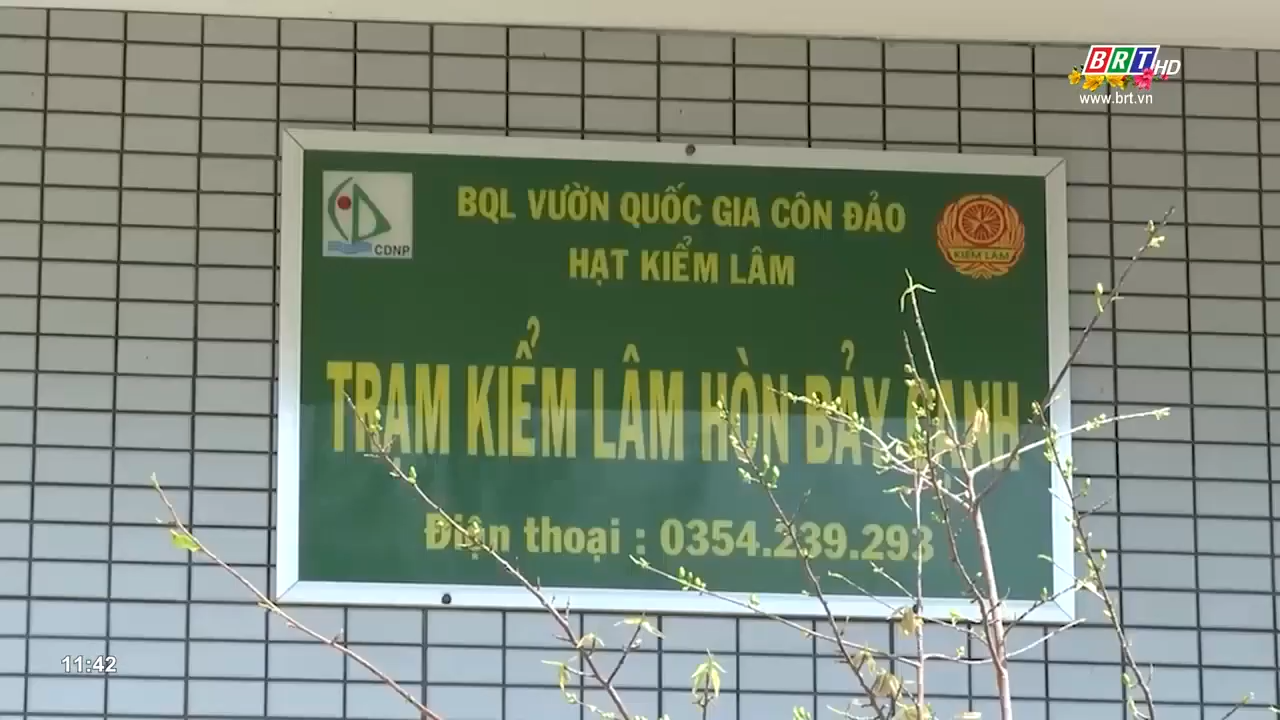 BRT HD
www.brt.vn
CDNP
BQL VƯỜN QUỐC GIA CÔN ĐẢO
HẠT KIỂM LÂM
KIỂM LÂM
TRẠM KIỂM LÂM HÒN BẢY CẠNH
Điện thoại : 0354.239.293
11:42